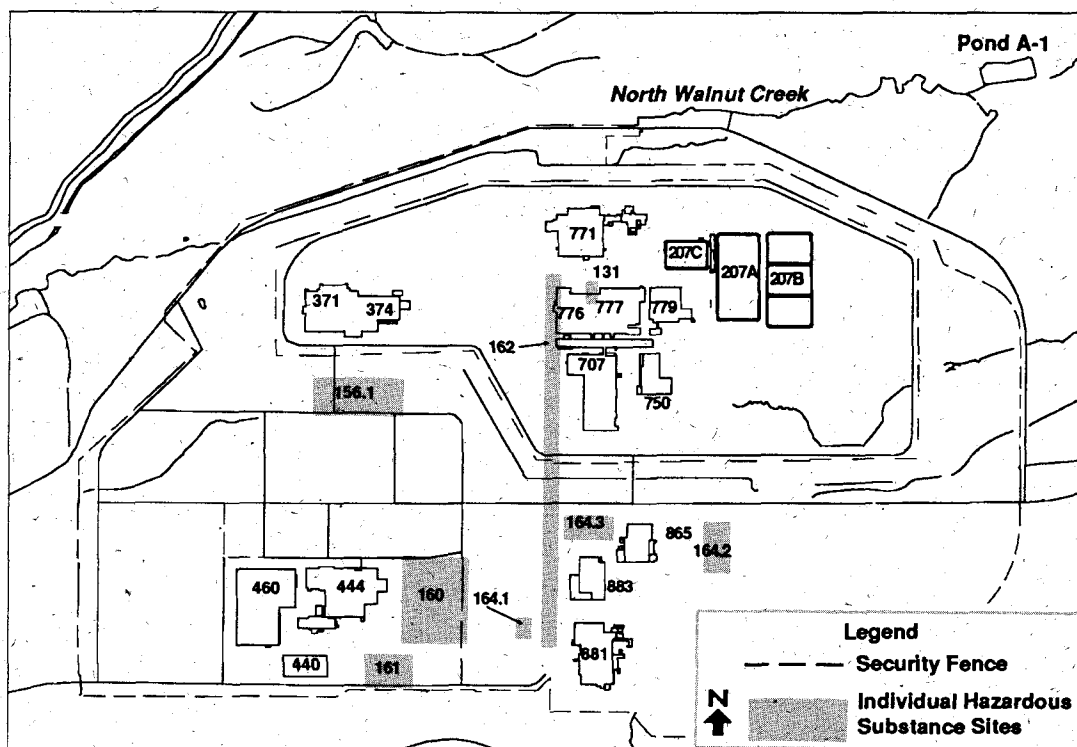 Pond A-1
North Walnut Creek
771
207C
207A
207B
131
371
374
776
777
779
162
707
750
156.1
164.3
865
164.2
460
444
160
164.1
883
440
161
881
Legend
Security Fence
N
Individual Hazardous
Substance Sites